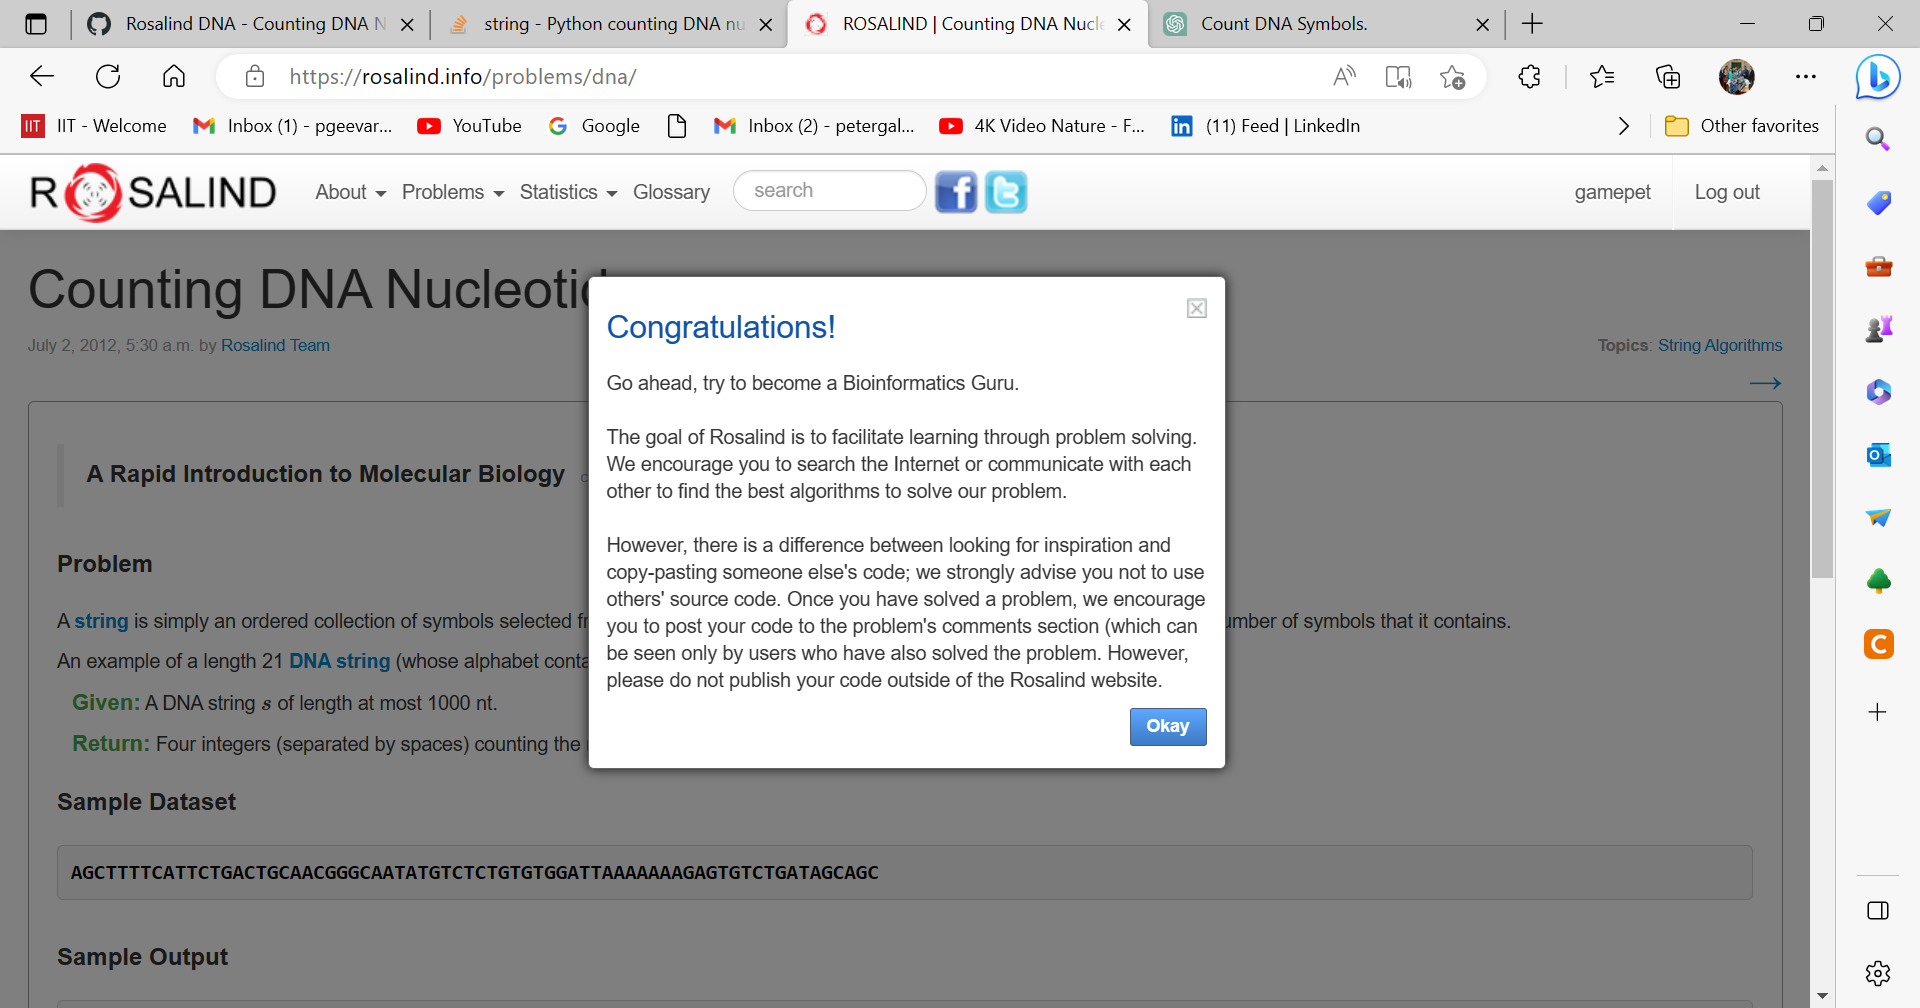 Rosalind DNA - Counting DNA N
string - Python counting DNA nu
ROSALIND | Counting DNA Nucle
Count DNA Symbols.
https://rosalind.info/problems/dna/
IIT
IIT - Welcome
Inbox (1) - pgeevar...
YouTube
Google
Inbox (2) - petergal...
4K Video Nature - F...
in
(11) Feed | LinkedIn
Other favorites
ROSALIND
About
Problems
Statistics
Glossary
search
gamepet
Log out
Counting DNA Nucleotid
July 2, 2012, 5:30 a.m. by Rosalind Team
Topics: String Algorithms
→
Congratulations!
Go ahead, try to become a Bioinformatics Guru.
The goal of Rosalind is to facilitate learning through problem solving.
We encourage you to search the Internet or communicate with each
other to find the best algorithms to solve our problem.
However, there is a difference between looking for inspiration and
copy-pasting someone else's code; we strongly advise you not to use
others' source code. Once you have solved a problem, we encourage
you to post your code to the problem's comments section (which can
be seen only by users who have also solved the problem. However,
please do not publish your code outside of the Rosalind website.
Okay
A Rapid Introduction to Molecular Biology
Problem
A string is simply an ordered collection of symbols selected fr
mber of symbols that it contains.
An example of a length 21 DNA string (whose alphabet conta
Given: A DNA string s of length at most 1000 nt.
Return: Four integers (separated by spaces) counting the
Sample Dataset
AGCTTTTCATTCTGACTGCAACGGGCAATATGTCTCTGTGTGGATTAAAAAAAGAGTGTCTGATAGCAGC
Sample Output